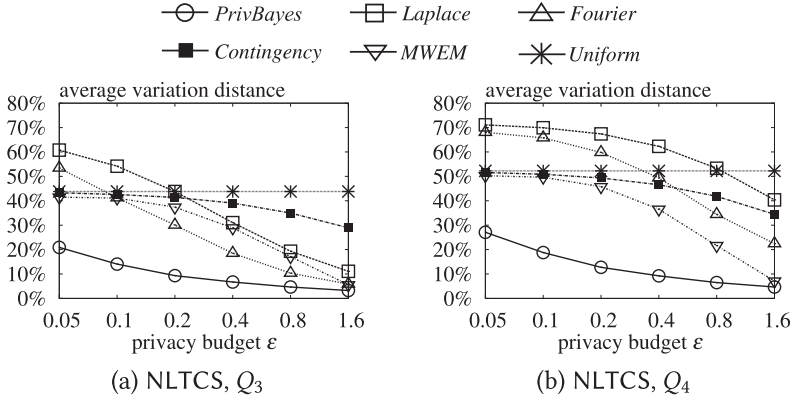 PrivBayes Laplace Fourier
Contingency MWEM Uniform
average variation distance
80%
70%
60%
50%
40%
30%
20%
10%
0%
0.05 0.1 0.2 0.4 0.8 1.6
privacy budget ε
(a) NLTCS, Q3
average variation distance
80%
70%
60%
50%
40%
30%
20%
10%
0%
0.05 0.1 0.2 0.4 0.8 1.6
privacy budget ε
(b) NLTCS, Q4